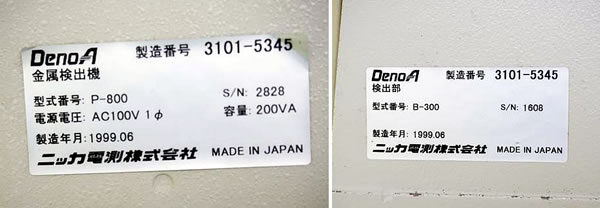 DenoA 製造番号 3101-5345
金属検出機
型式番号: P-800 S/N: 2828
電源電圧: AC100V 1φ 容量: 200VA
製造年月: 1999.06
ニッカ電測株式会社 MADE IN JAPAN
DenoA 製造番号 3101-5345
検出部
型式番号: B-300 S/N: 1608
製造年月: 1999.06
ニッカ電測株式会社 MADE IN JAPAN